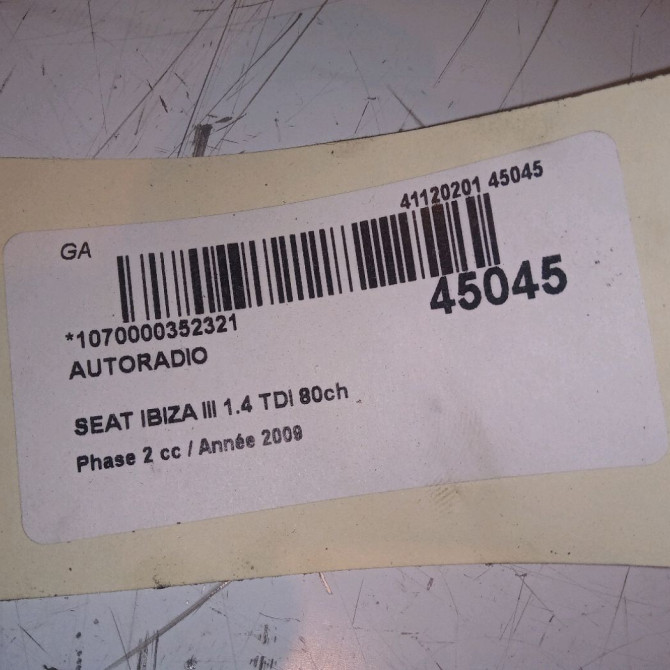 41120201 45045
GA
45045
*1070000352321
AUTORADIO
SEAT IBIZA III 1.4 TDI 80ch
Phase 2 cc / Année 2009